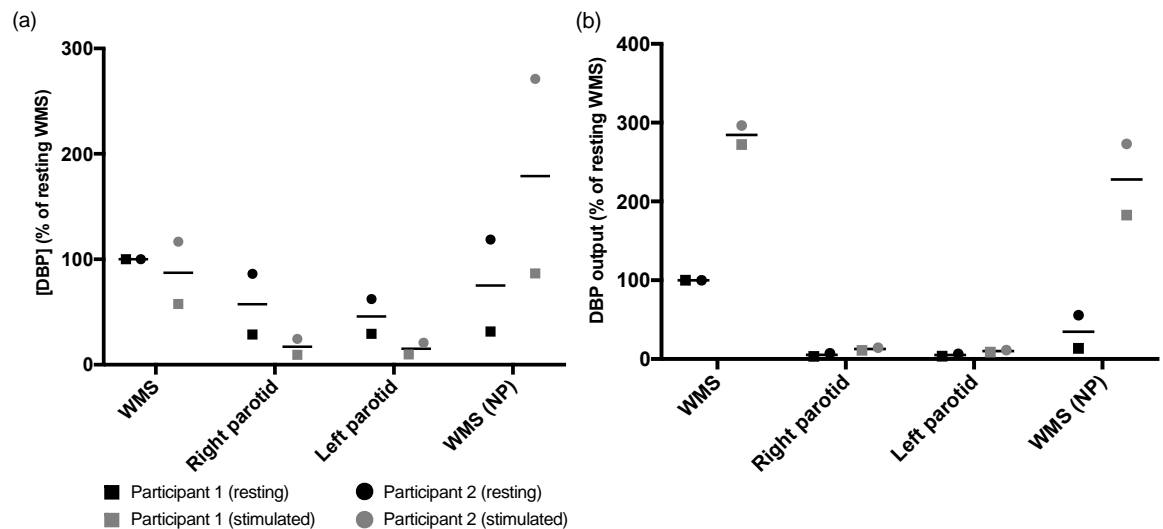 (a)
[DBP] (% of resting WMS)
300
200
100
0
WMS
Right parotid
Left parotid
WMS (NP)
(b)
DBP output (% of resting WMS)
400
300
200
100
0
WMS
Right parotid
Left parotid
WMS (NP)
Participant 1 (resting)
Participant 2 (resting)
Participant 1 (stimulated)
Participant 2 (stimulated)